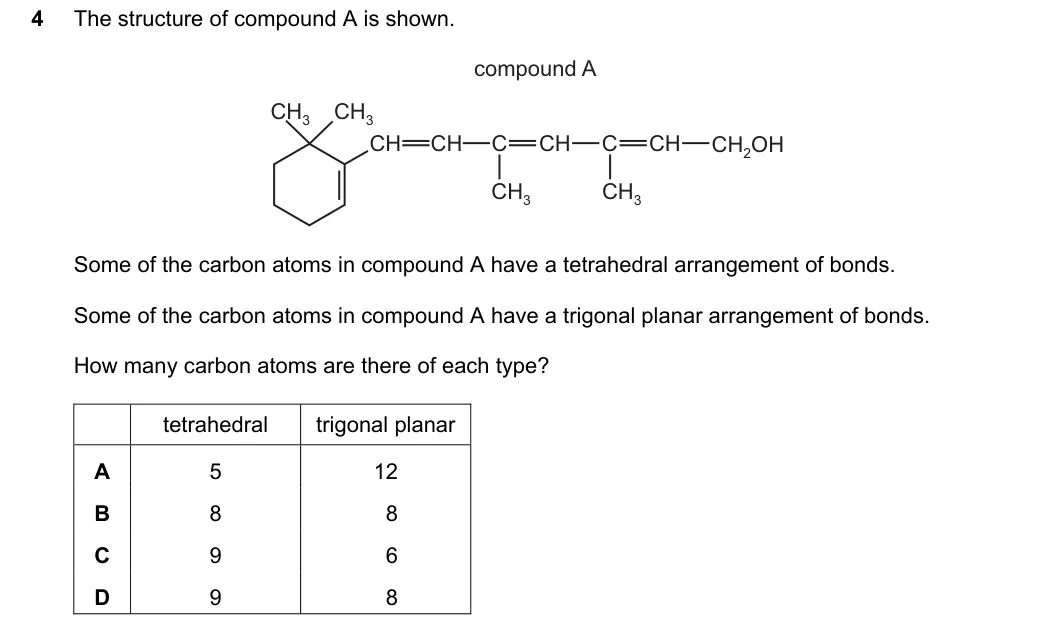 4 The structure of compound A is shown.
compound A
CH₃ CH₃
CH=CH—C=CH—C=CH—CH₂OH
CH₃ CH₃
Some of the carbon atoms in compound A have a tetrahedral arrangement of bonds.
Some of the carbon atoms in compound A have a trigonal planar arrangement of bonds.
How many carbon atoms are there of each type?
tetrahedral trigonal planar
A 5 12
B 8 8
C 9 6
D 9 8